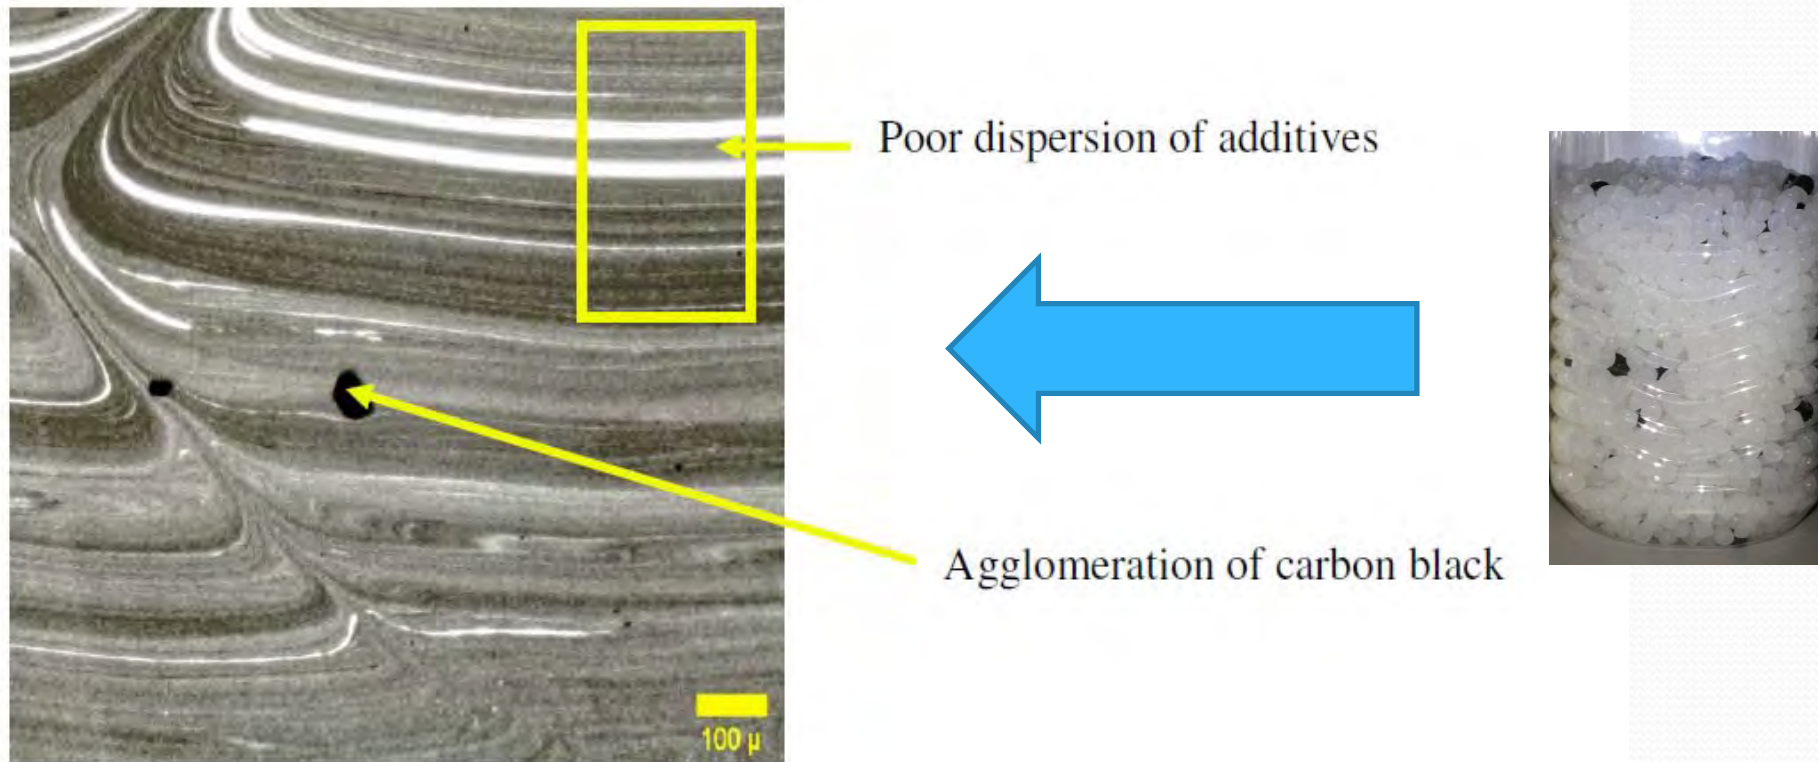 Poor dispersion of additives
Agglomeration of carbon black
100 µ